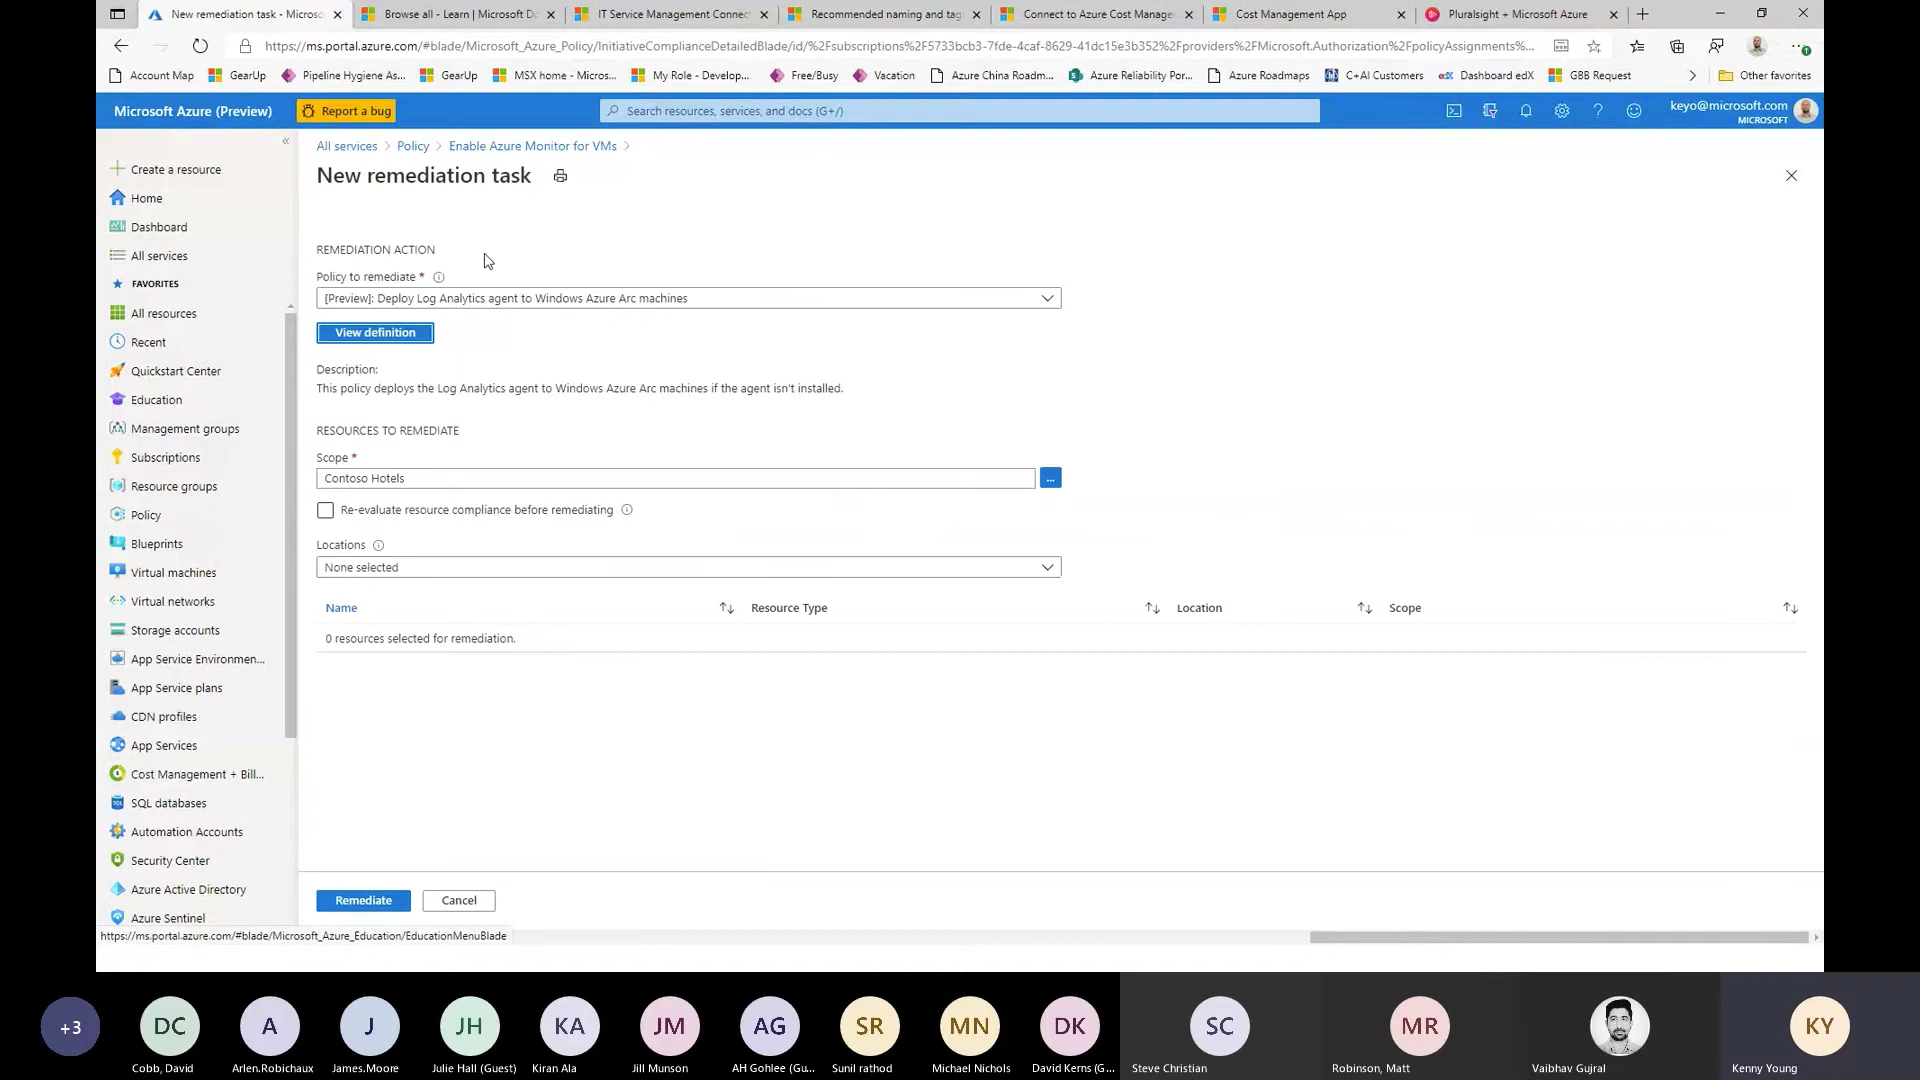 New remediation task - Microso
Browse all - Learn | Microsoft D
IT Service Management Connect
Recommended naming and tag
Connect to Azure Cost Manage
Cost Management App
Pluralsight + Microsoft Azure
https://ms.portal.azure.com/#blade/Microsoft_Azure_Policy/InitiativeComplianceDetailedBlade/id/%2Fsubscriptions%2F5733bcb3-7fde-4caf-8629-41dc15e3b352%2Fproviders%2FMicrosoft.Authorization%2FpolicyAssignments%...
Account Map
GearUp
Pipeline Hygiene As...
GearUp
MSX home - Micros...
My Role - Develop...
Free/Busy
Vacation
Azure China Roadm...
Azure Reliability Por...
Azure Roadmaps
C+AI Customers
edX Dashboard edX
GBB Request
Other favorites
Microsoft Azure (Preview)
Report a bug
Search resources, services, and docs (G+/)
keyo@microsoft.com
MICROSOFT
Create a resource
Home
Dashboard
All services
FAVORITES
All resources
Recent
Quickstart Center
Education
Management groups
Subscriptions
Resource groups
Policy
Blueprints
Virtual machines
Virtual networks
Storage accounts
App Service Environmen...
App Service plans
CDN profiles
App Services
Cost Management + Bill...
SQL databases
Automation Accounts
Security Center
Azure Active Directory
Azure Sentinel
https://ms.portal.azure.com/#blade/Microsoft_Azure_Education/EducationMenuBlade
All services > Policy > Enable Azure Monitor for VMs >
New remediation task
REMEDIATION ACTION
Policy to remediate *
[Preview]: Deploy Log Analytics agent to Windows Azure Arc machines
View definition
Description:
This policy deploys the Log Analytics agent to Windows Azure Arc machines if the agent isn't installed.
RESOURCES TO REMEDIATE
Scope *
Contoso Hotels
...
Re-evaluate resource compliance before remediating
Locations
None selected
Name
Resource Type
Location
Scope
0 resources selected for remediation.
Remediate
Cancel
+3
DC
Cobb, David
A
Arlen.Robichaux
J
James.Moore
JH
Julie Hall (Guest)
KA
Kiran Ala
JM
Jill Munson
AG
AH Gohlee (Gu...
SR
Sunil rathod
MN
Michael Nichols
DK
David Kerns (G...
SC
Steve Christian
MR
Robinson, Matt
Vaibhav Gujral
KY
Kenny Young